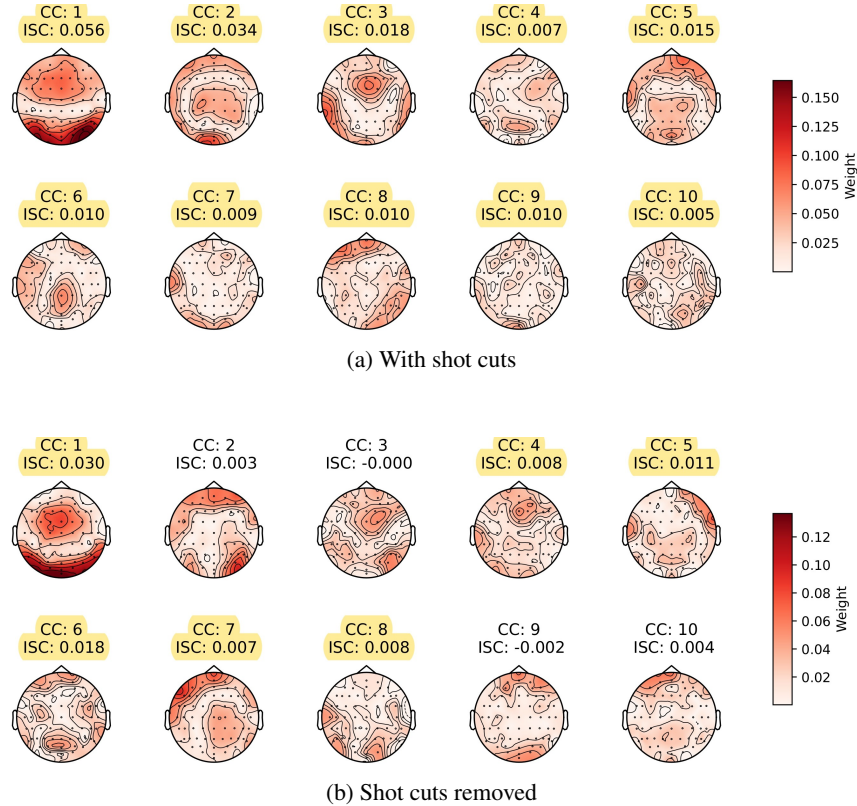 CC: 1
ISC: 0.056
CC: 2
ISC: 0.034
CC: 3
ISC: 0.018
CC: 4
ISC: 0.007
CC: 5
ISC: 0.015
0.150
0.125
0.100
0.075
0.050
0.025
Weight
CC: 6
ISC: 0.010
CC: 7
ISC: 0.009
CC: 8
ISC: 0.010
CC: 9
ISC: 0.010
CC: 10
ISC: 0.005
(a) With shot cuts
CC: 1
ISC: 0.030
CC: 2
ISC: 0.003
CC: 3
ISC: -0.000
CC: 4
ISC: 0.008
CC: 5
ISC: 0.011
0.12
0.10
0.08
0.06
0.04
0.02
Weight
CC: 6
ISC: 0.018
CC: 7
ISC: 0.007
CC: 8
ISC: 0.008
CC: 9
ISC: -0.002
CC: 10
ISC: 0.004
(b) Shot cuts removed